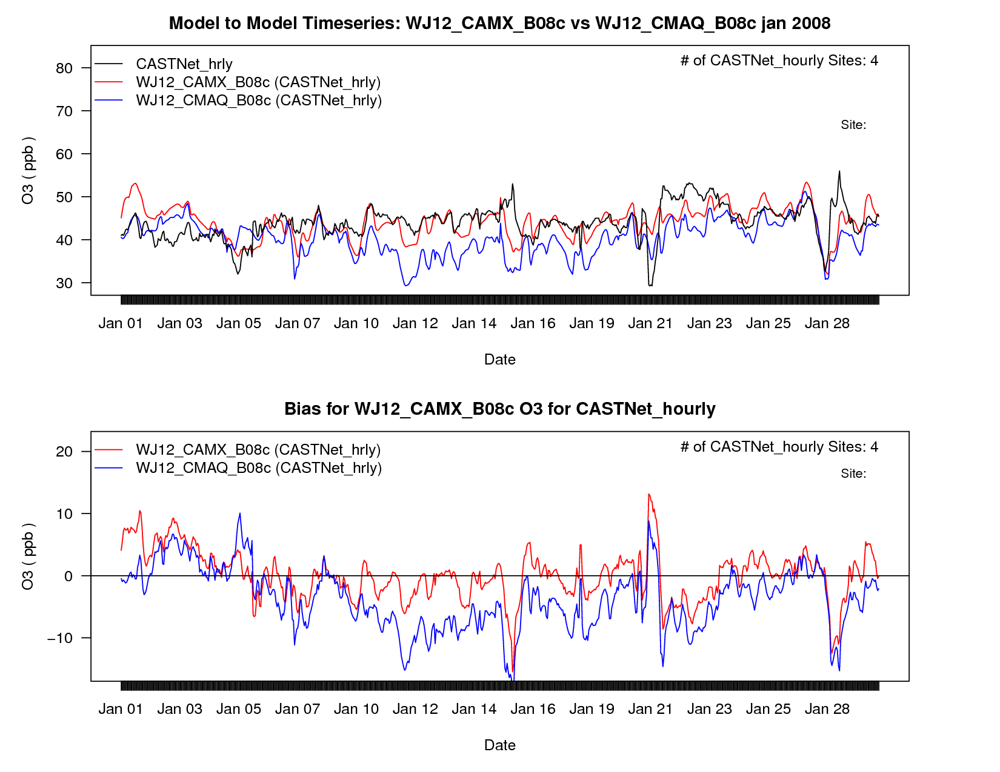 Model to Model Timeseries: WJ12_CAMX_B08c vs WJ12_CMAQ_B08c jan 2008
CASTNet_hrly
WJ12_CAMX_B08c (CASTNet_hrly)
WJ12_CMAQ_B08c (CASTNet_hrly)
# of CASTNet_hourly Sites: 4
Site:
O3 ( ppb )
80
70
60
50
40
30
Jan 01 Jan 03 Jan 05 Jan 07 Jan 10 Jan 12 Jan 14 Jan 16 Jan 19 Jan 21 Jan 23 Jan 25 Jan 28
Date
Bias for WJ12_CAMX_B08c O3 for CASTNet_hourly
WJ12_CAMX_B08c (CASTNet_hrly)
WJ12_CMAQ_B08c (CASTNet_hrly)
# of CASTNet_hourly Sites: 4
Site:
O3 ( ppb )
20
10
0
−10
Jan 01 Jan 03 Jan 05 Jan 07 Jan 10 Jan 12 Jan 14 Jan 16 Jan 19 Jan 21 Jan 23 Jan 25 Jan 28
Date